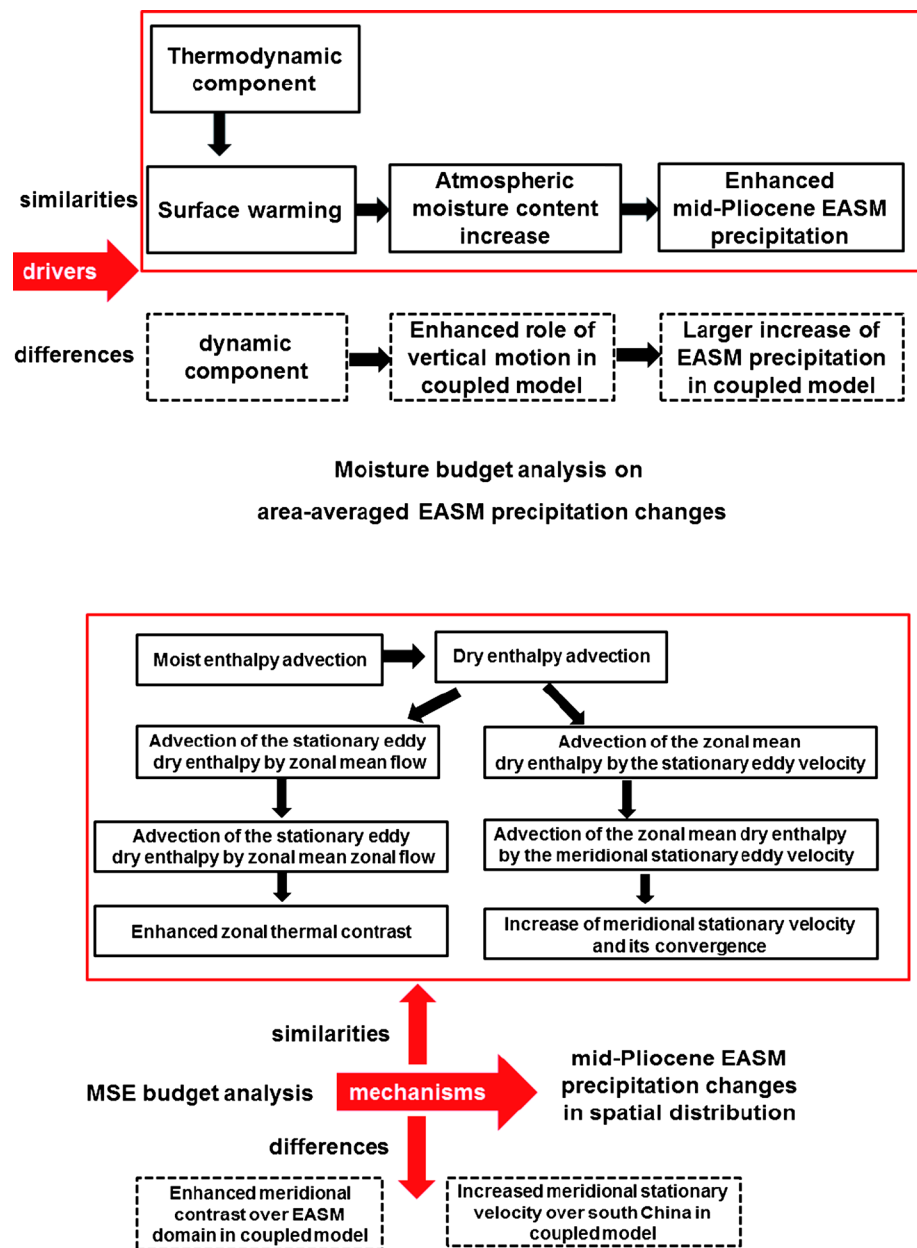 Thermodynamic
component
similarities
Surface warming
Atmospheric
moisture content
increase
Enhanced
mid-Pliocene EASM
precipitation
drivers
differences
dynamic
component
Enhanced role of
vertical motion in
coupled model
Larger increase of
EASM precipitation
in coupled model
Moisture budget analysis on
area-averaged EASM precipitation changes
Moist enthalpy advection
Dry enthalpy advection
Advection of the stationary eddy
dry enthalpy by zonal mean flow
Advection of the zonal mean
dry enthalpy by the stationary eddy velocity
Advection of the stationary eddy
dry enthalpy by zonal mean zonal flow
Advection of the zonal mean dry enthalpy
by the meridional stationary eddy velocity
Enhanced zonal thermal contrast
Increase of meridional stationary velocity
and its convergence
similarities
MSE budget analysis
mechanisms
mid-Pliocene EASM
precipitation changes
in spatial distribution
differences
Enhanced meridional
contrast over EASM
domain in coupled model
Increased meridional stationary
velocity over south China in
coupled model